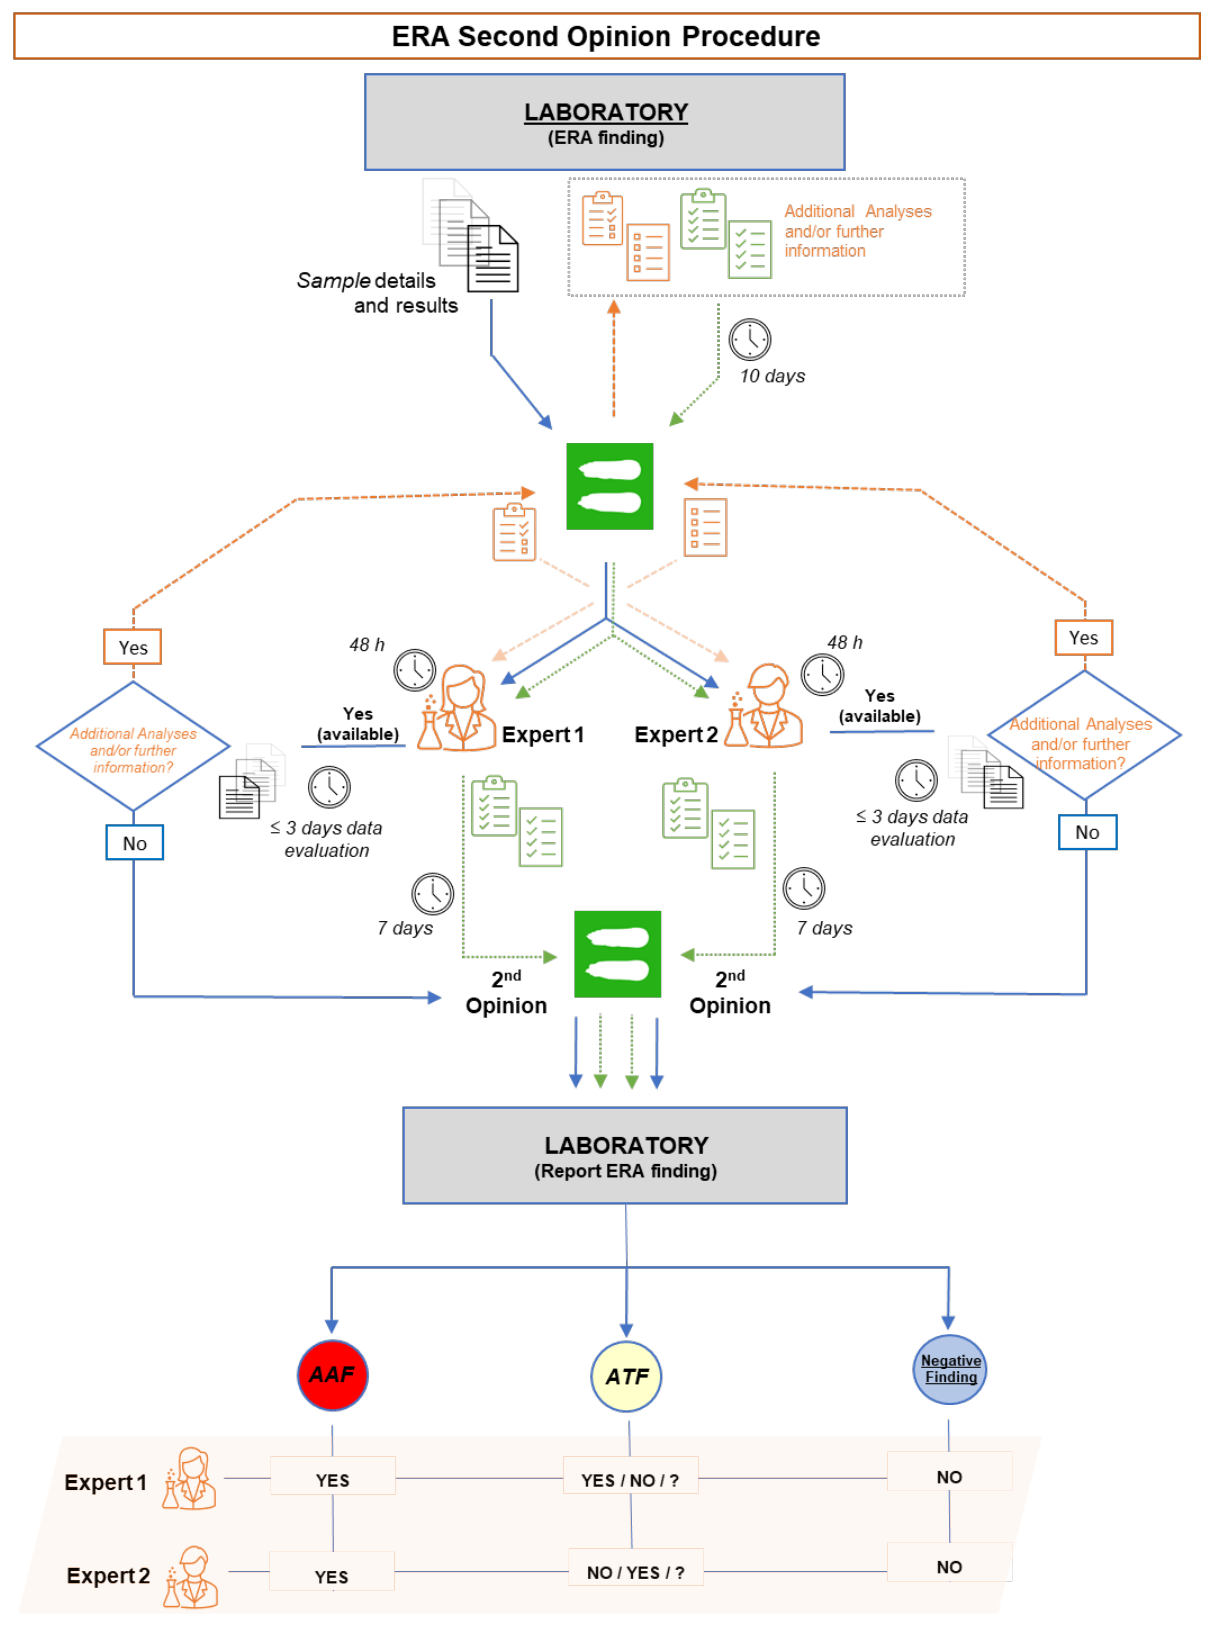 ERA Second Opinion Procedure
LABORATORY
(ERA finding)
Additional Analyses
and/or further
information
Sample details
and results
10 days
48 h
48 h
Yes
Yes
Yes
(available)
Expert 1
Expert 2
Yes
(available)
Additional Analyses
and/or further
information?
Additional Analyses
and/or further
information?
≤ 3 days data
evaluation
≤ 3 days data
evaluation
No
No
7 days
7 days
2nd
Opinion
2nd
Opinion
LABORATORY
(Report ERA finding)
AAF
ATF
Negative
Finding
Expert 1
YES
YES / NO / ?
NO
Expert 2
YES
NO / YES / ?
NO